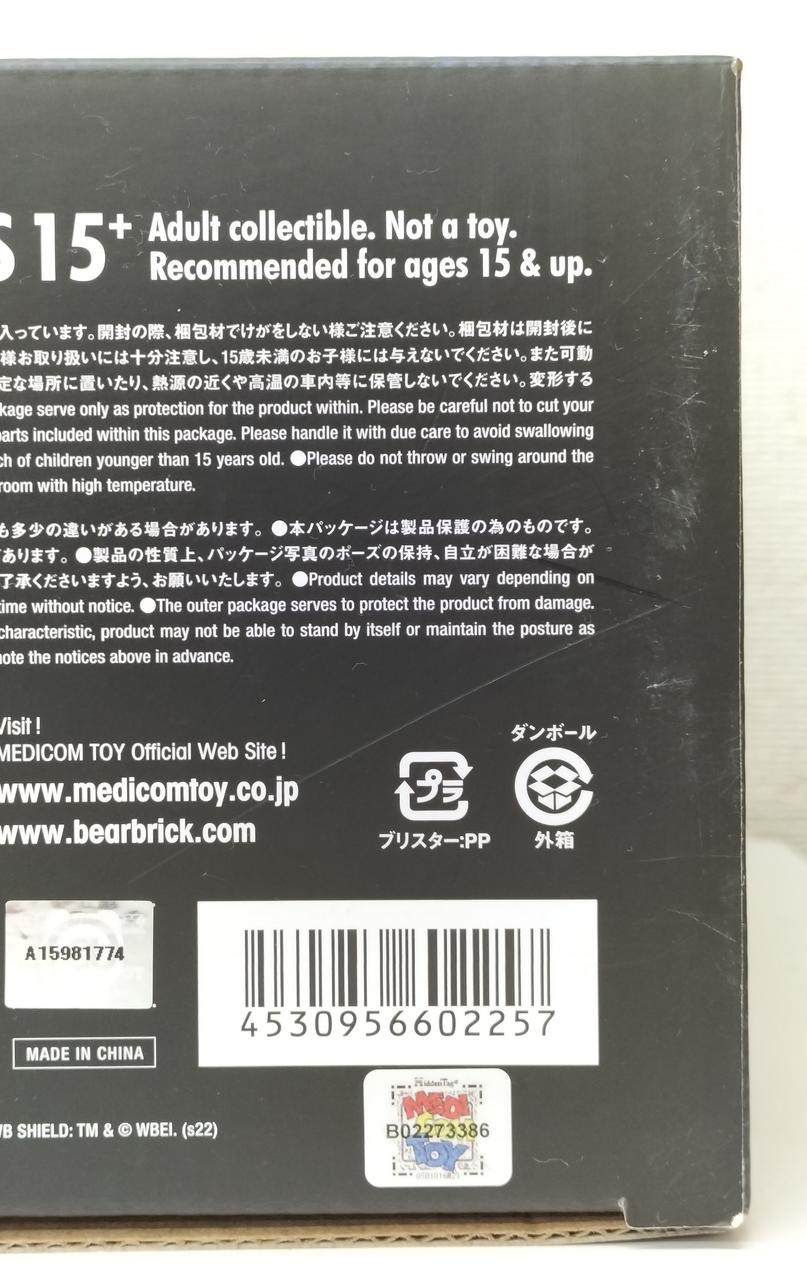 S 15+ Adult collectible. Not a toy.
Recommended for ages 15 & up.
入っています。開封の際、梱包材でけがをしない様ご注意ください。梱包材は開封後に
様お取り扱いには十分注意し、15歳未満のお子様には与えないでください。また可動
定な場所に置いたり、熱源の近くや高温の車内等に保管しないでください。変形する
kage serve only as protection for the product within. Please be careful not to cut your
parts included within this package. Please handle it with due care to avoid swallowing
ch of children younger than 15 years old. ●Please do not throw or swing around the
room with high temperature.
も多少の違いがある場合があります。 ●本パッケージは製品保護の為のものです。
があります。 ●製品の性質上、パッケージ写真のポーズの保持、自立が困難な場合が
了承くださいますよう、お願いいたします。 ●Product details may vary depending on
time without notice. ●The outer package serves to protect the product from damage.
characteristic, product may not be able to stand by itself or maintain the posture as
note the notices above in advance.
Visit !
MEDICOM TOY Official Web Site !
www.medicomtoy.co.jp
www.bearbrick.com
プラ
ブリスター:PP
ダンボール
外箱
A15981774
4530956602257
MADE IN CHINA
HiddenTag®
MEDI
COM
TOY
B02273386
WB SHIELD: TM & © WBEI. (s22)